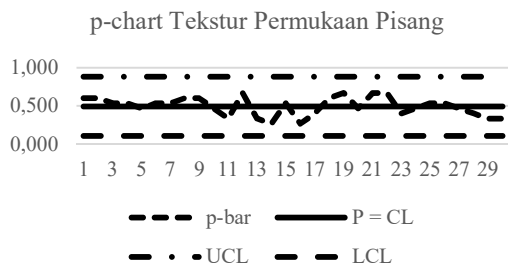 p-chart Tekstur Permukaan Pisang
1,000
0,500
0,000
1 3 5 7 9 11 13 15 17 19 21 23 25 27 29
p-bar P = CL
UCL LCL